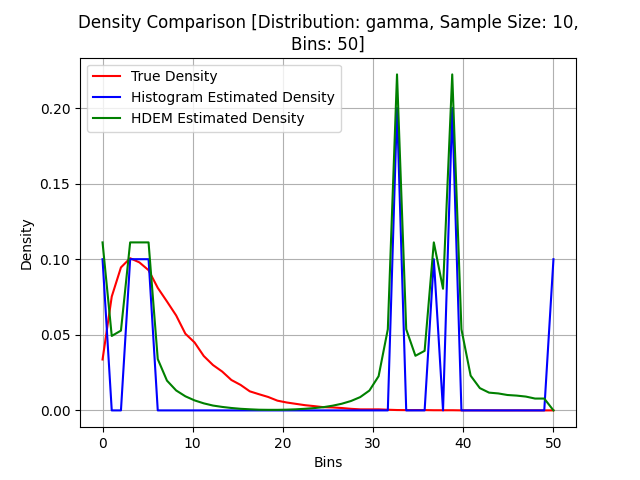 Density Comparison [Distribution: gamma, Sample Size: 10,
Bins: 50]
True Density
Histogram Estimated Density
HDEM Estimated Density
0.20
0.15
0.10
0.05
0.00
Density
0 10 20 30 40 50
Bins